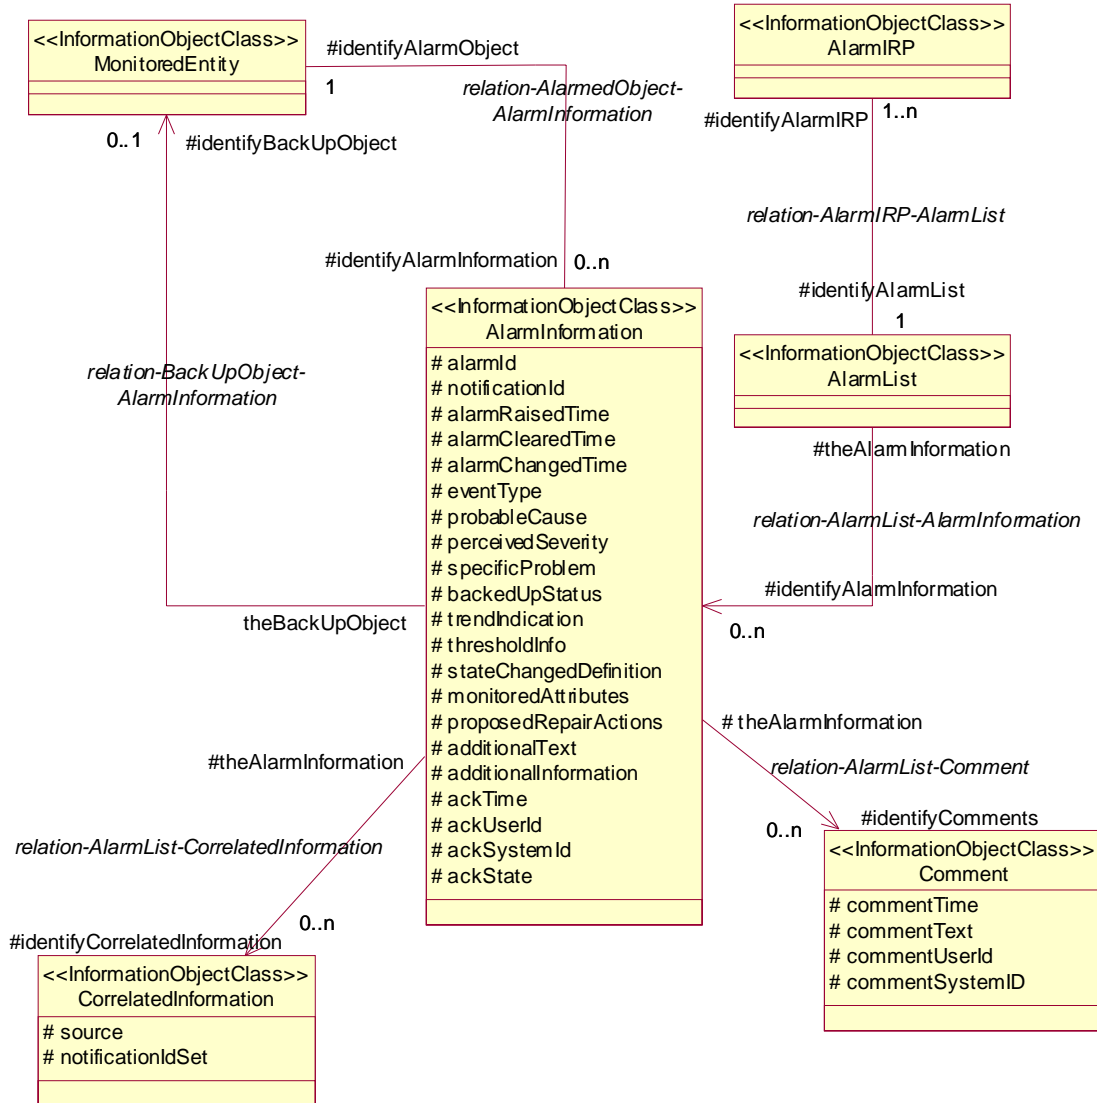 <<InformationObjectClass>>
MonitoredEntity
#identifyAlarmObject
1
relation-AlarmedObject-
AlarmInformation
<<InformationObjectClass>>
AlarmIRP
#identifyAlarmIRP
1..n
0..1
#identifyBackUpObject
relation-AlarmIRP-AlarmList
#identifyAlarmInformation
0..n
#identifyAlarmList
1
<<InformationObjectClass>>
AlarmInformation
# alarmId
# notificationId
# alarmRaisedTime
# alarmClearedTime
# alarmChangedTime
# eventType
# probableCause
# perceivedSeverity
# specificProblem
# backedUpStatus
# trendIndication
# thresholdInfo
# stateChangedDefinition
# monitoredAttributes
# proposedRepairActions
# additionalText
# additionalInformation
# ackTime
# ackUserId
# ackSystemId
# ackState
<<InformationObjectClass>>
AlarmList
relation-BackUpObject-
AlarmInformation
#theAlarmInformation
relation-AlarmList-AlarmInformation
#identifyAlarmInformation
0..n
theBackUpObject
# theAlarmInformation
relation-AlarmList-Comment
0..n
#identifyComments
#theAlarmInformation
relation-AlarmList-CorrelatedInformation
0..n
#identifyCorrelatedInformation
<<InformationObjectClass>>
Comment
# commentTime
# commentText
# commentUserId
# commentSystemID
<<InformationObjectClass>>
CorrelatedInformation
# source
# notificationIdSet